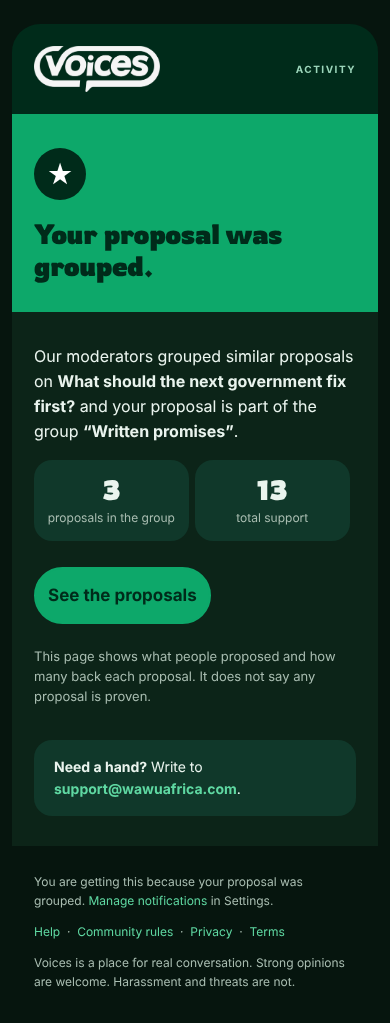 Voices
ACTIVITY
Your proposal was
grouped.
Our moderators grouped similar proposals
on What should the next government fix
first? and your proposal is part of the
group “Written promises”.
3
proposals in the group
13
total support
See the proposals
This page shows what people proposed and how
many back each proposal. It does not say any
proposal is proven.
Need a hand? Write to
support@wawuafrica.com.
You are getting this because your proposal was
grouped. Manage notifications in Settings.
Help · Community rules · Privacy · Terms
Voices is a place for real conversation. Strong opinions
are welcome. Harassment and threats are not.